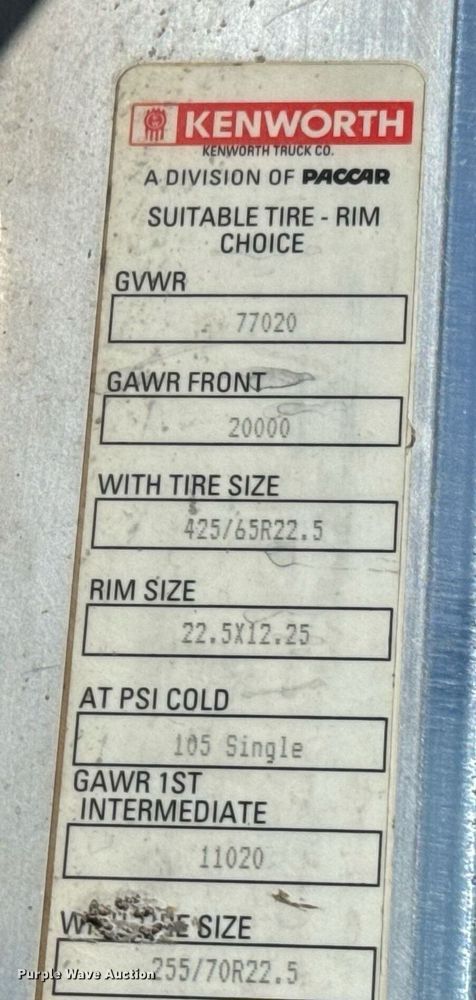 KENWORTH
KENWORTH TRUCK CO.
A DIVISION OF PACCAR
SUITABLE TIRE - RIM
CHOICE
GVWR
77020
GAWR FRONT
20000
WITH TIRE SIZE
425/65R22.5
RIM SIZE
22.5X12.25
AT PSI COLD
105 Single
GAWR 1ST
INTERMEDIATE
11020
SIZE
255/70R22.5
Purple Wave Auction